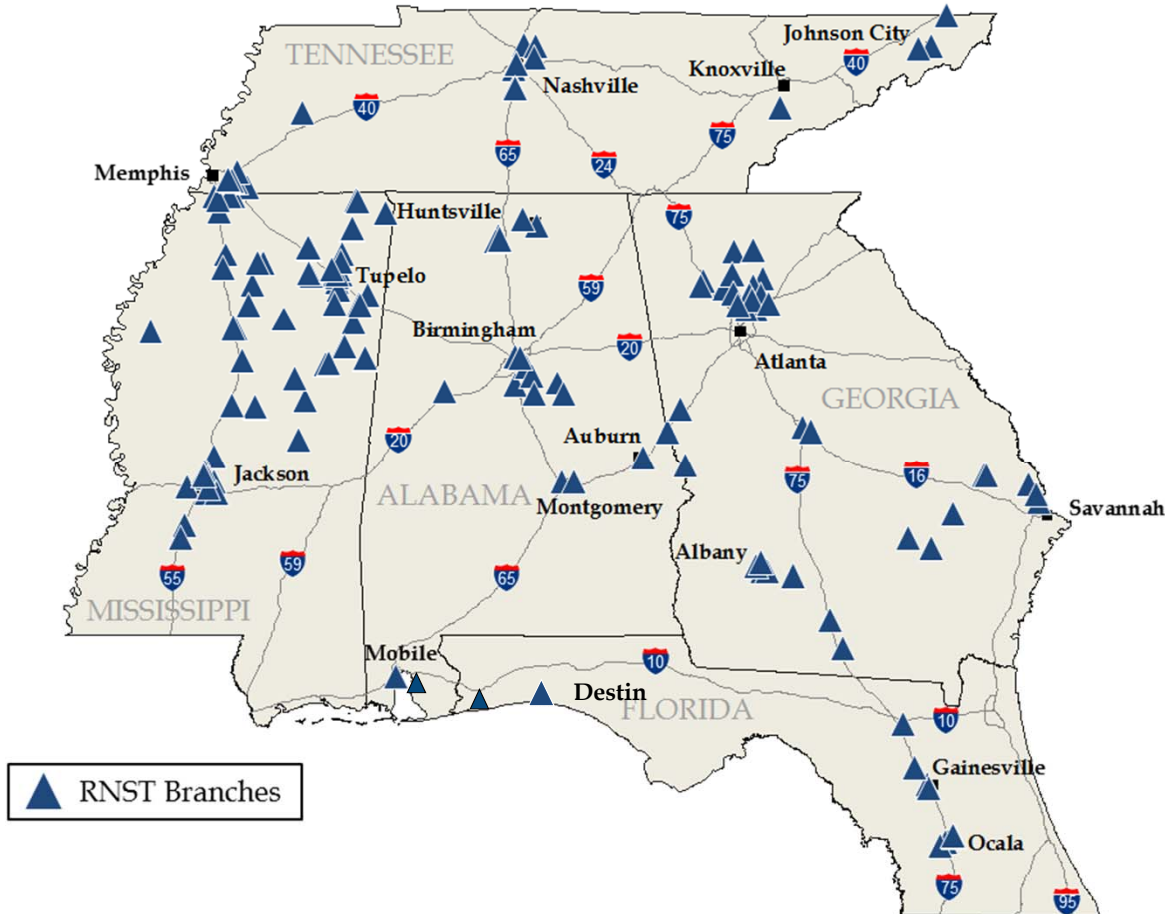 Johnson City
TENNESSEE
40
Knoxville
Nashville
40
75
65
24
Memphis
Huntsville
75
Tupelo
59
Birmingham
20
Atlanta
GEORGIA
Auburn
20
Jackson
75
16
ALABAMA
Montgomery
Savannah
Albany
59
55
65
MISSISSIPPI
Mobile
10
Destin
FLORIDA
10
Gainesville
RNST Branches
Ocala
75
95